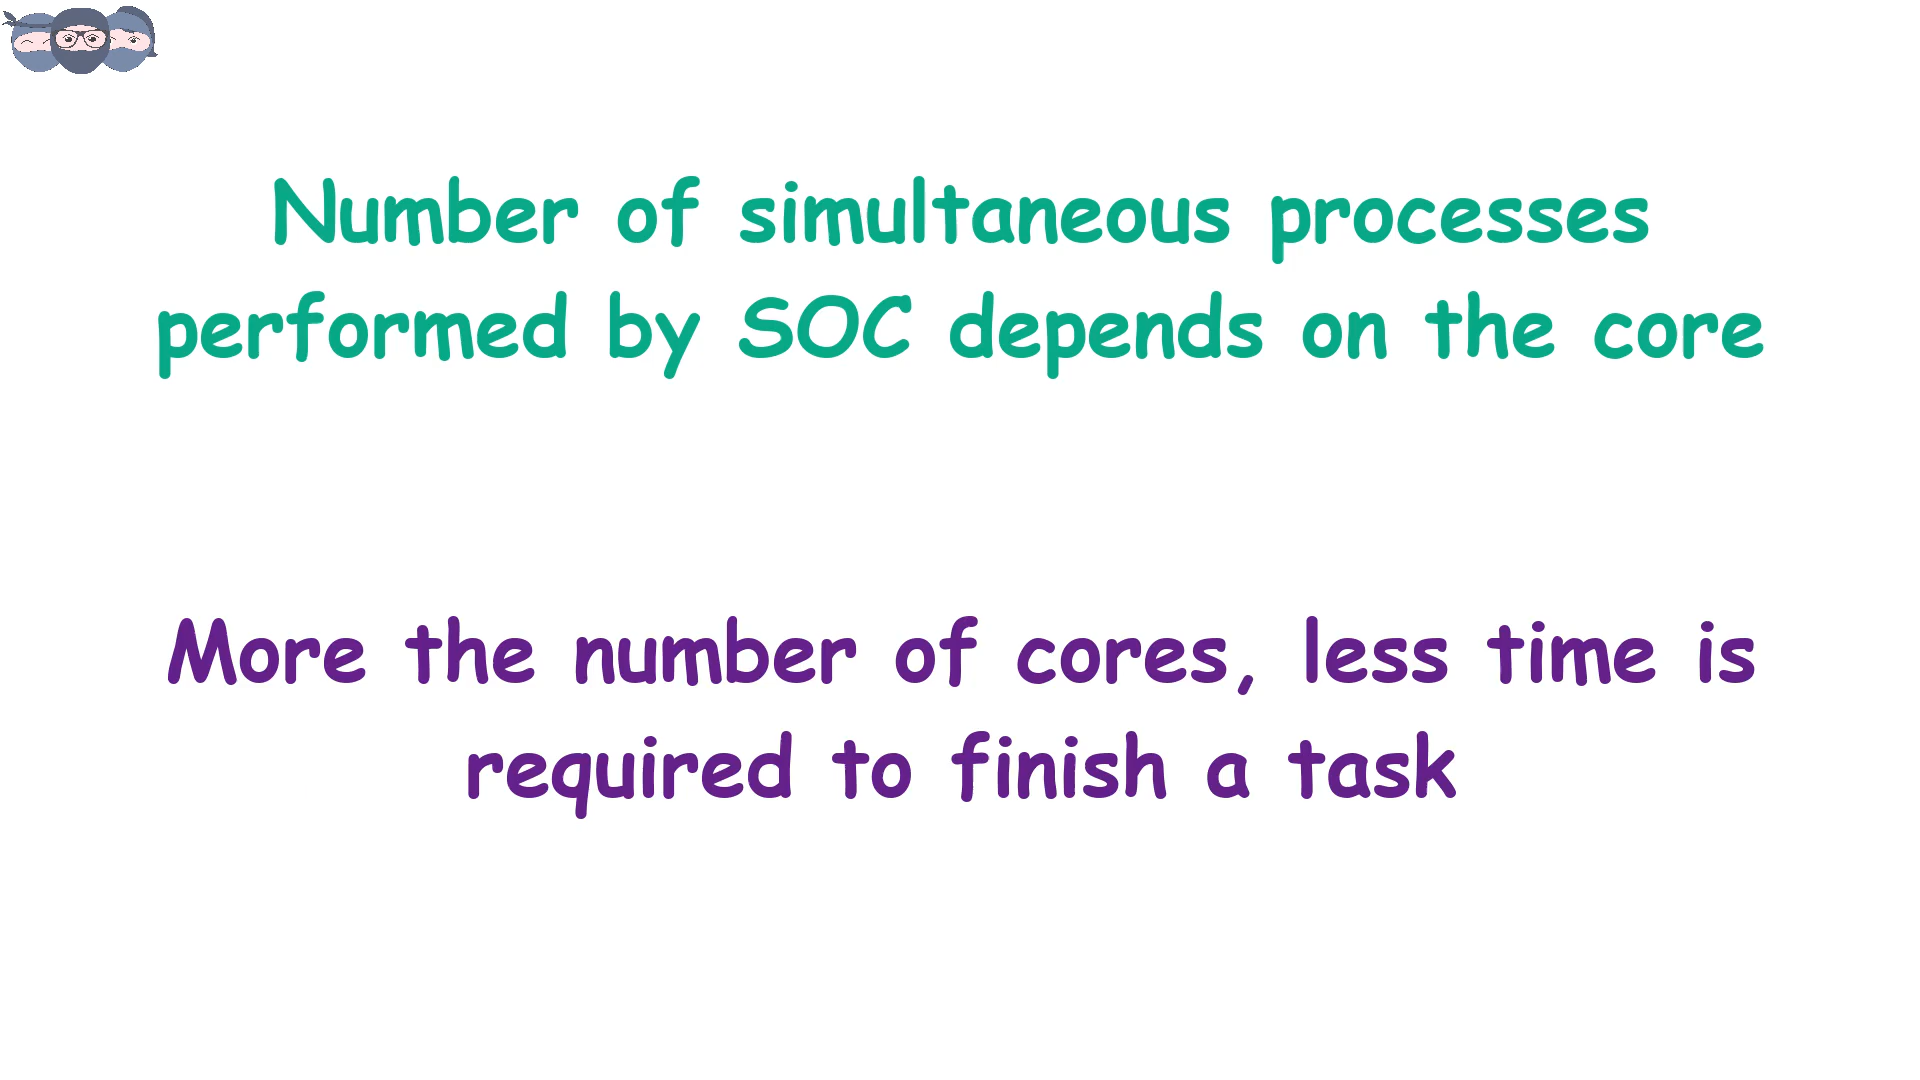 Number of simultaneous processes
performed by SOC depends on the core
More the number of cores, less time is
required to finish a task